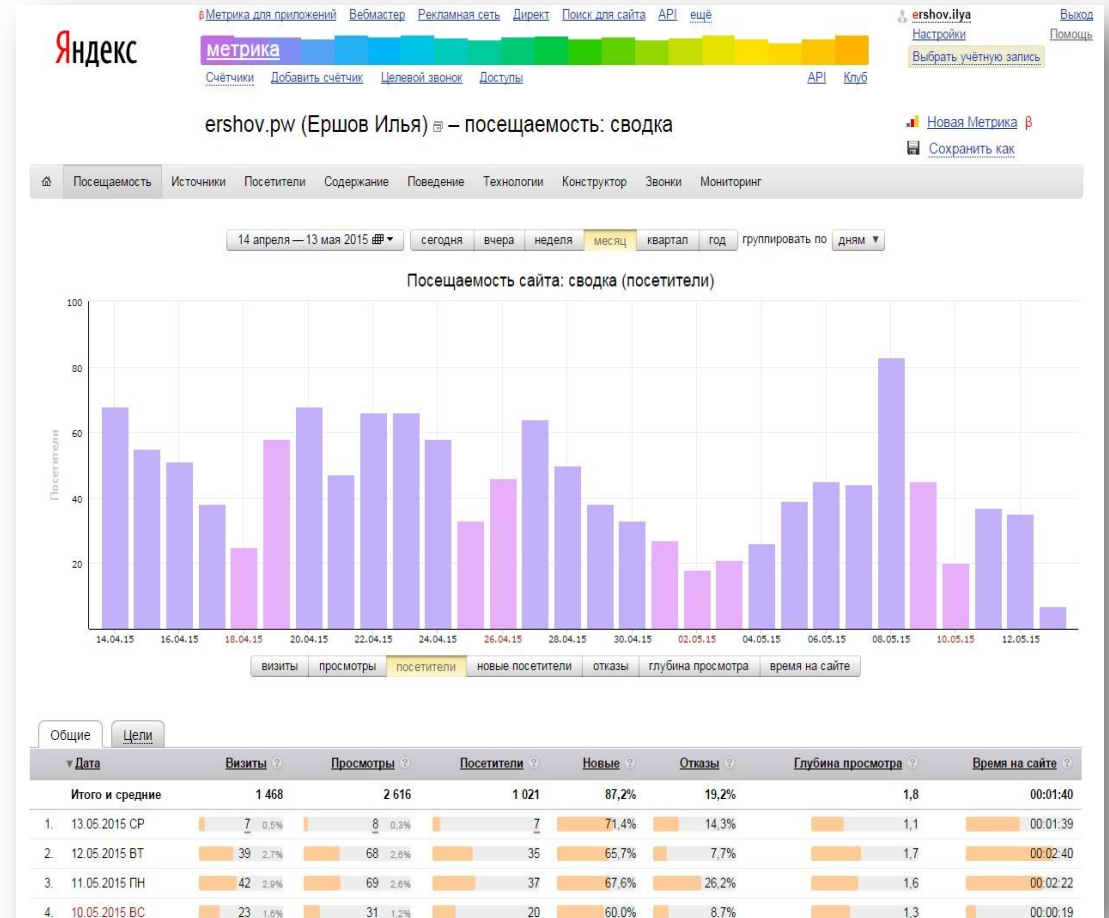 βМетрика для приложений Вебмастер Рекламная сеть Директ Поиск для сайта API ещё
ershov.ilya Выход
Яндекс
метрика
Настройки Помощь
Выбрать учётную запись
Счётчики Добавить счётчик Целевой звонок Доступы API Клуб
ershov.pw (Ершов Илья) – посещаемость: сводка
Новая Метрика β
Сохранить как
Посещаемость Источники Посетители Содержание Поведение Технологии Конструктор Звонки Мониторинг
14 апреля — 13 мая 2015 сегодня вчера неделя месяц квартал год группировать по дням ▼
Посещаемость сайта: сводка (посетители)
100
80
60
40
20
Посетители
14.04.15 16.04.15 18.04.15 20.04.15 22.04.15 24.04.15 26.04.15 28.04.15 30.04.15 02.05.15 04.05.15 06.05.15 08.05.15 10.05.15 12.05.15
визиты просмотры посетители новые посетители отказы глубина просмотра время на сайте
Общие Цели
▼Дата Визиты ? Просмотры ? Посетители ? Новые ? Отказы ? Глубина просмотра ? Время на сайте ?
Итого и средние 1 468 2 616 1 021 87,2% 19,2% 1,8 00:01:40
1. 13.05.2015 СР 7 0,5% 8 0,3% 7 71,4% 14,3% 1,1 00:01:39
2. 12.05.2015 ВТ 39 2,7% 68 2,6% 35 65,7% 7,7% 1,7 00:02:40
3. 11.05.2015 ПН 42 2,9% 69 2,6% 37 67,6% 26,2% 1,6 00:02:22
4. 10.05.2015 ВС 23 1,6% 31 1,2% 20 60,0% 8,7% 1,3 00:00:19